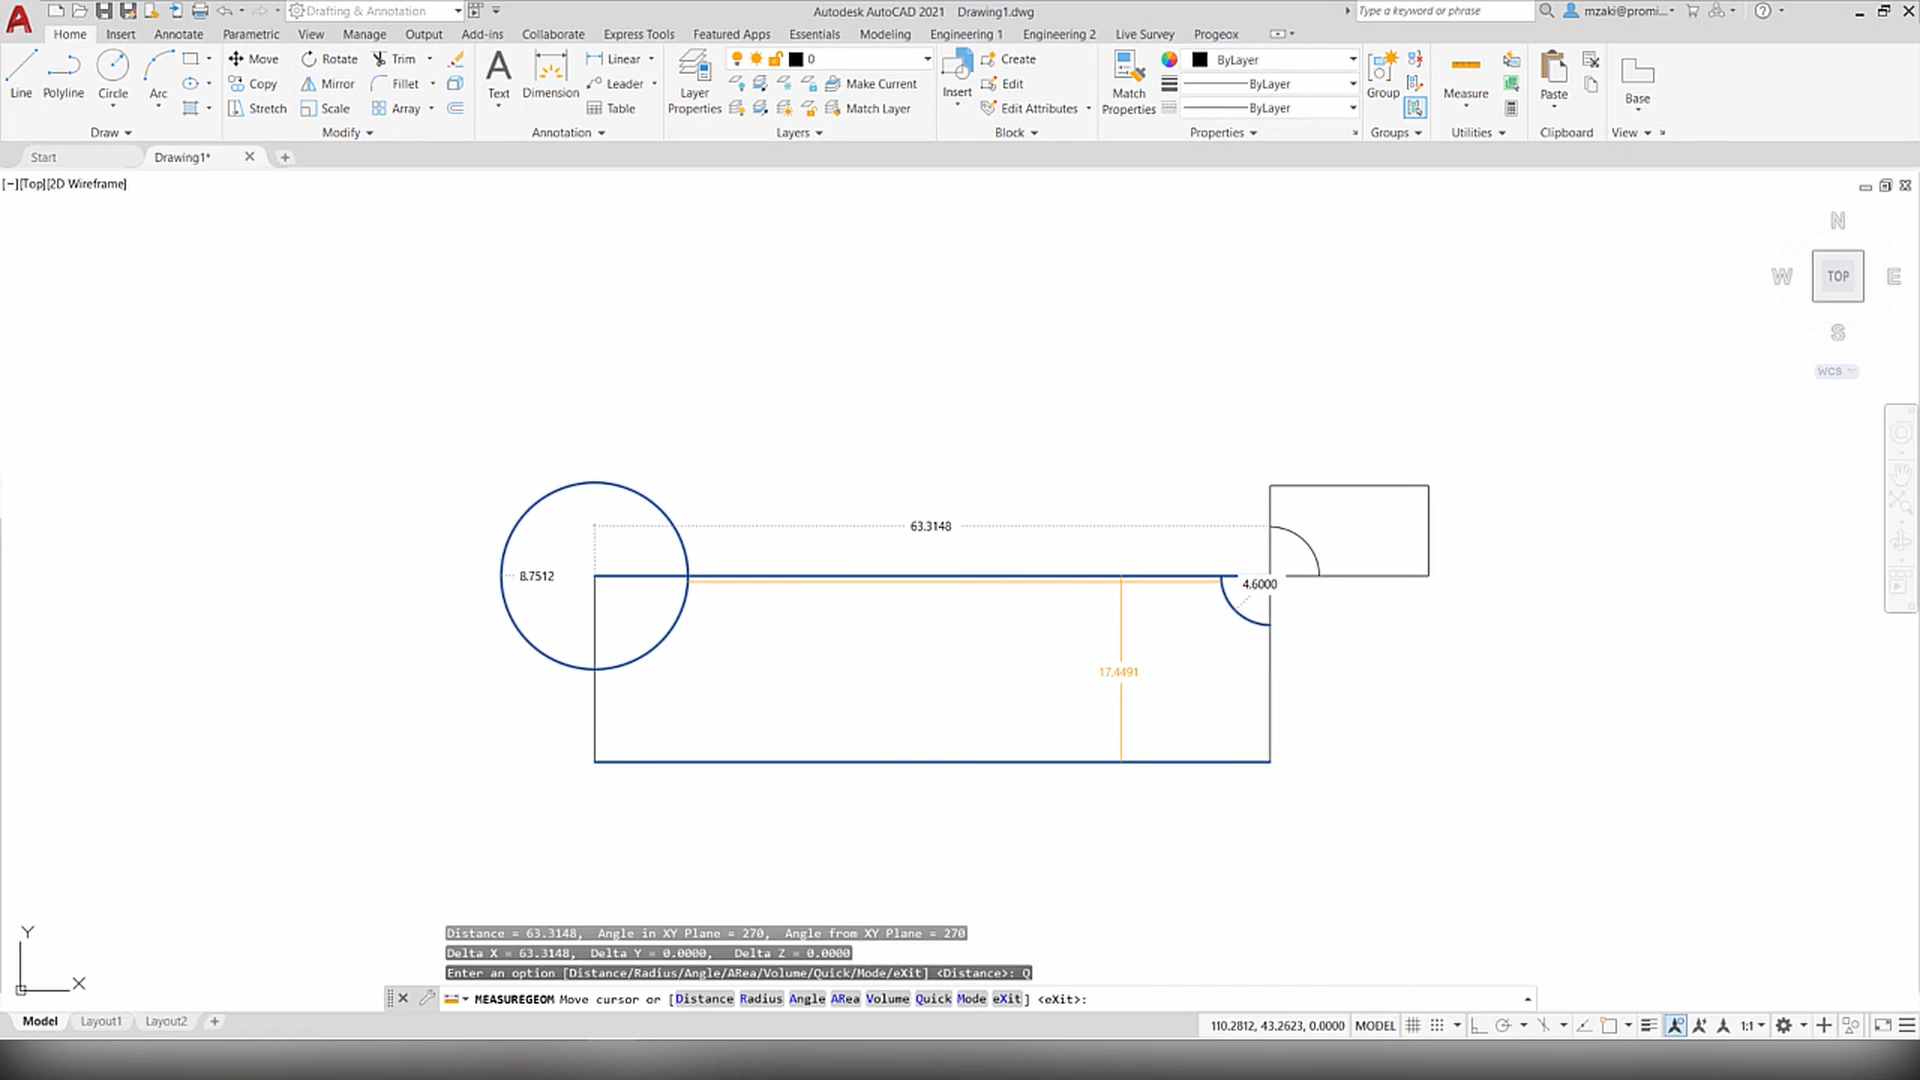 Drafting & Annotation
Autodesk AutoCAD 2021 Drawing1.dwg
Type a keyword or phrase
mzaki@promi...
Home Insert Annotate Parametric View Manage Output Add-ins Collaborate Express Tools Featured Apps Essentials Modeling Engineering 1 Engineering 2 Live Survey Progeox
Line Polyline Circle Arc
Move Rotate Trim
Copy Mirror Fillet
Stretch Scale Array
Text Dimension
Linear
Leader
Table
Layer
Properties
0
Make Current
Match Layer
Insert
Create
Edit
Edit Attributes
Match
Properties
ByLayer
ByLayer
ByLayer
Group
Measure
Paste
Base
Draw Modify Annotation Layers Block Properties Groups Utilities Clipboard View
Start Drawing1*
[−][Top][2D Wireframe]
N
W TOP E
S
WCS
63.3148
8.7512
4.6000
17.4491
Y
X
Distance = 63.3148, Angle in XY Plane = 270, Angle from XY Plane = 270
Delta X = 63.3148, Delta Y = 0.0000, Delta Z = 0.0000
Enter an option [Distance/Radius/Angle/ARea/Volume/Quick/Mode/eXit] <Distance>: Q
MEASUREGEOM Move cursor or [Distance Radius Angle ARea Volume Quick Mode eXit] <eXit>:
Model Layout1 Layout2
110.2812, 43.2623, 0.0000 MODEL
1:1